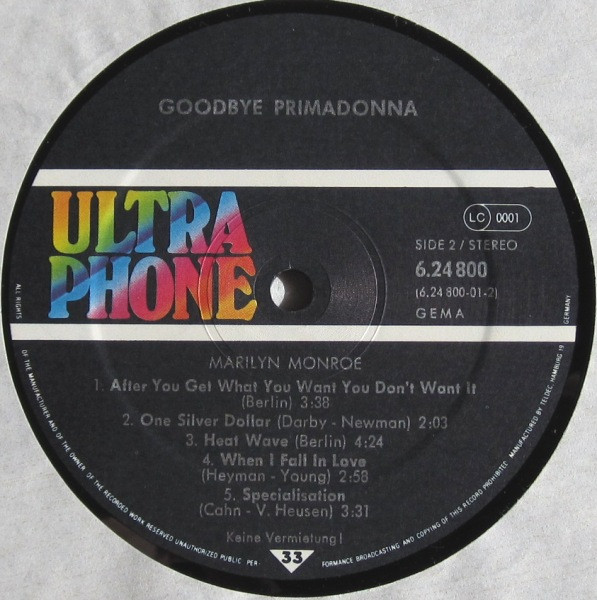 GOODBYE PRIMADONNA
ULTRA
PHONE
LC 0001
SIDE 2 / STEREO
6.24 800
(6.24 800-01-2)
GEMA
MARILYN MONROE
1. After You Get What You Want You Don't Want It
(Berlin) 3:38
2. One Silver Dollar (Darby - Newman) 2:03
3. Heat Wave (Berlin) 4:24
4. When I Fall In Love
(Heyman - Young) 2:58
5. Specialisation
(Cahn - V. Heusen) 3:31
Keine Vermietung!
33
ALL RIGHTS
OF THE MANUFACTURER AND OF THE OWNER OF THE RECORDED WORK RESERVED UNAUTHORIZED PUBLIC PER-
FORMANCE BROADCASTING AND COPYING OF THIS RECORD PROHIBITED
MANUFACTURED BY TELDEC HAMBURG 19
GERMANY